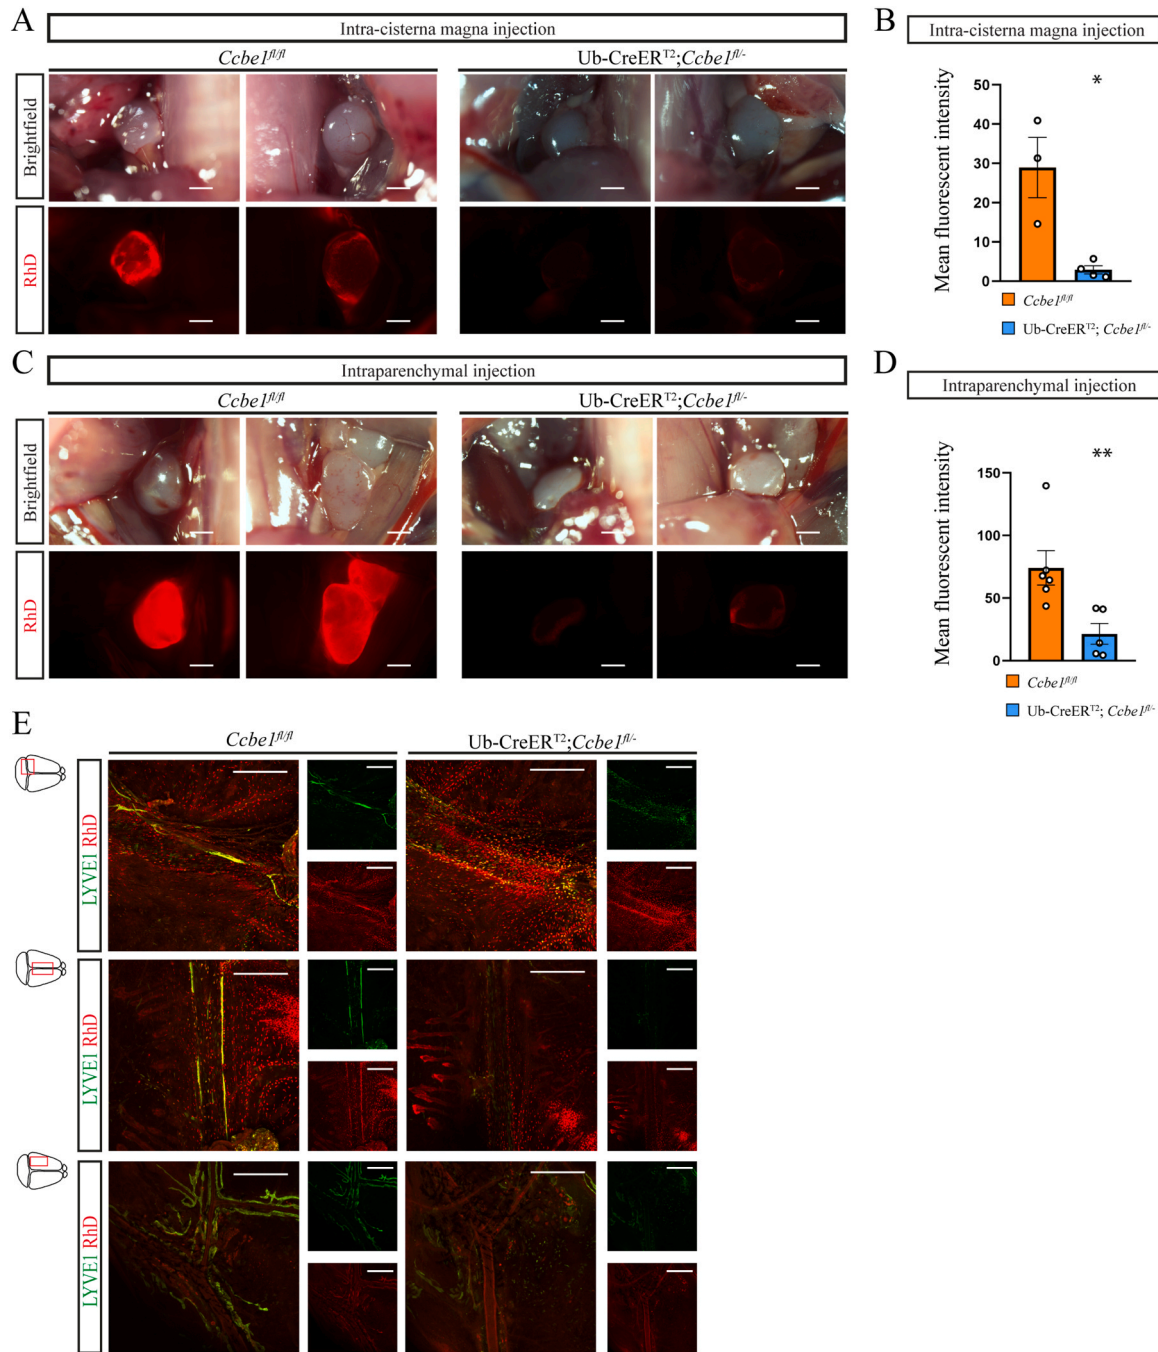 A
Intra-cisterna magna injection
Ccbe1fl/fl
Ub-CreERT2;Ccbe1fl/-
Brightfield
RhD
B
Intra-cisterna magna injection
Mean fluorescent intensity
50
40
30
20
10
0
*
Ccbe1fl/fl
Ub-CreERT2; Ccbe1fl/-
C
Intraparenchymal injection
Ccbe1fl/fl
Ub-CreERT2;Ccbe1fl/-
Brightfield
RhD
D
Intraparenchymal injection
Mean fluorescent intensity
150
100
50
0
**
Ccbe1fl/fl
Ub-CreERT2; Ccbe1fl/-
E
Ccbe1fl/fl
Ub-CreERT2;Ccbe1fl/-
LYVE1 RhD
LYVE1 RhD
LYVE1 RhD